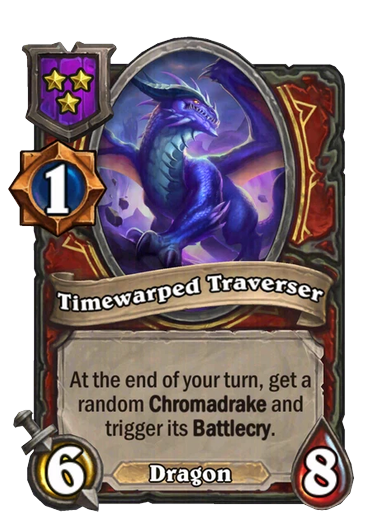 1
Timewarped Traverser
At the end of your turn, get a
random Chromadrake and
trigger its Battlecry.
6
Dragon
8